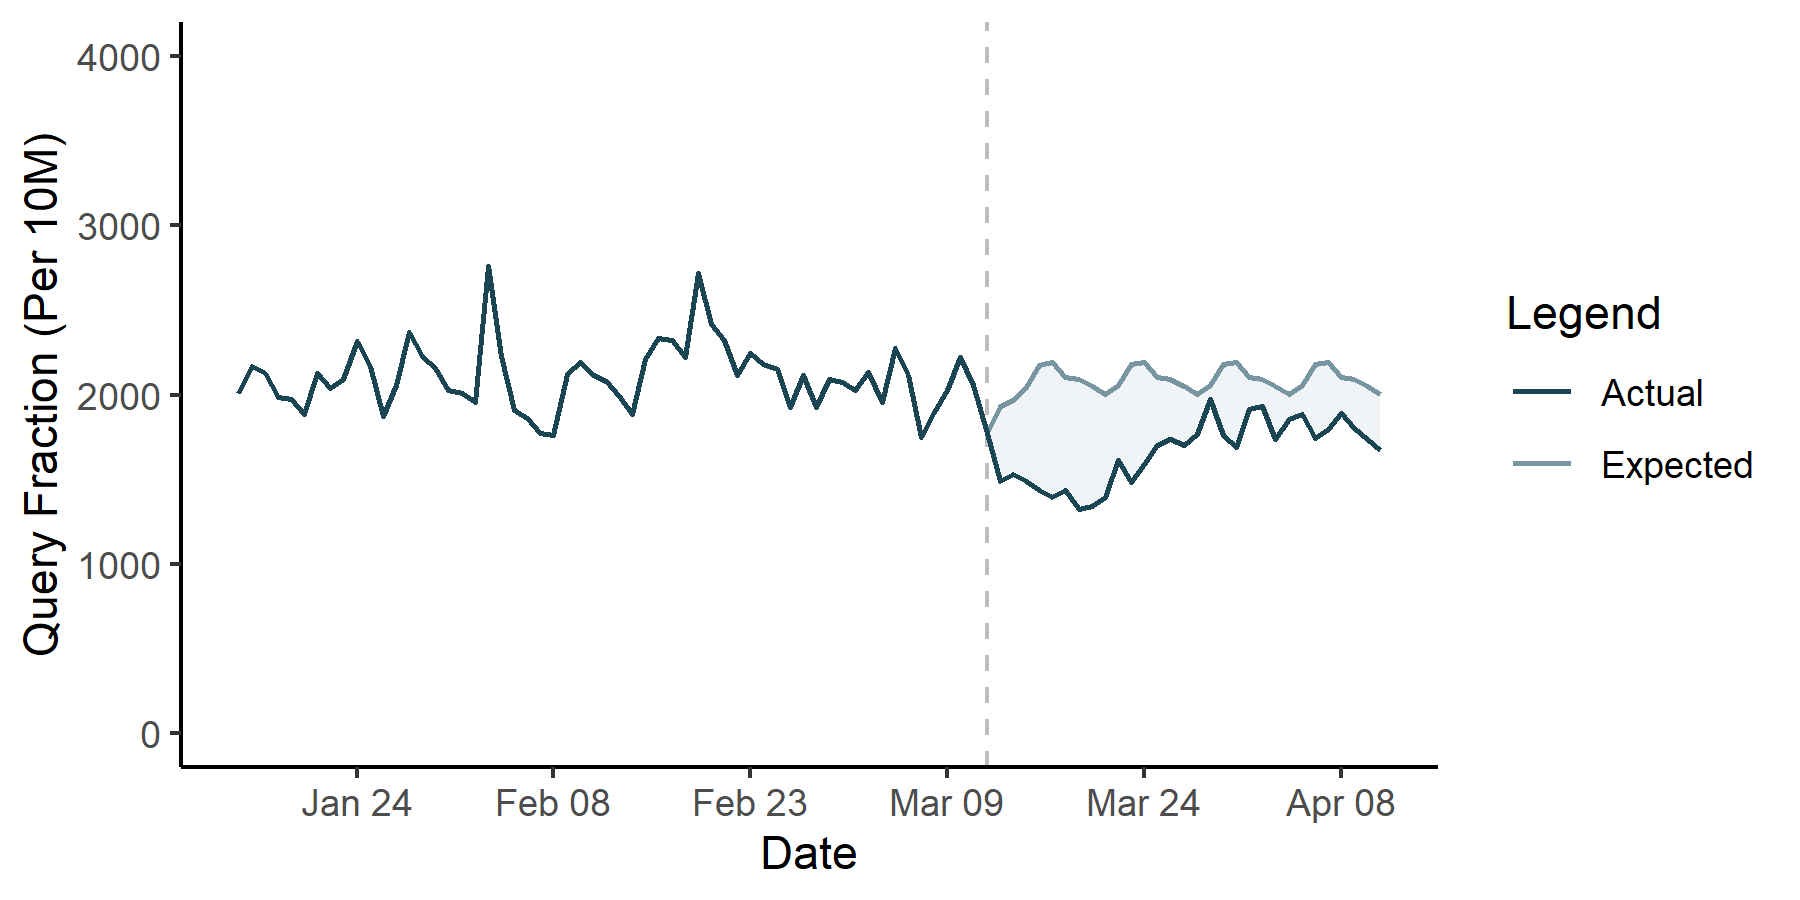 4000
3000
2000
1000
0
Query Fraction (Per 10M)
Jan 24
Feb 08
Feb 23
Mar 09
Mar 24
Apr 08
Date
Legend
Actual
Expected